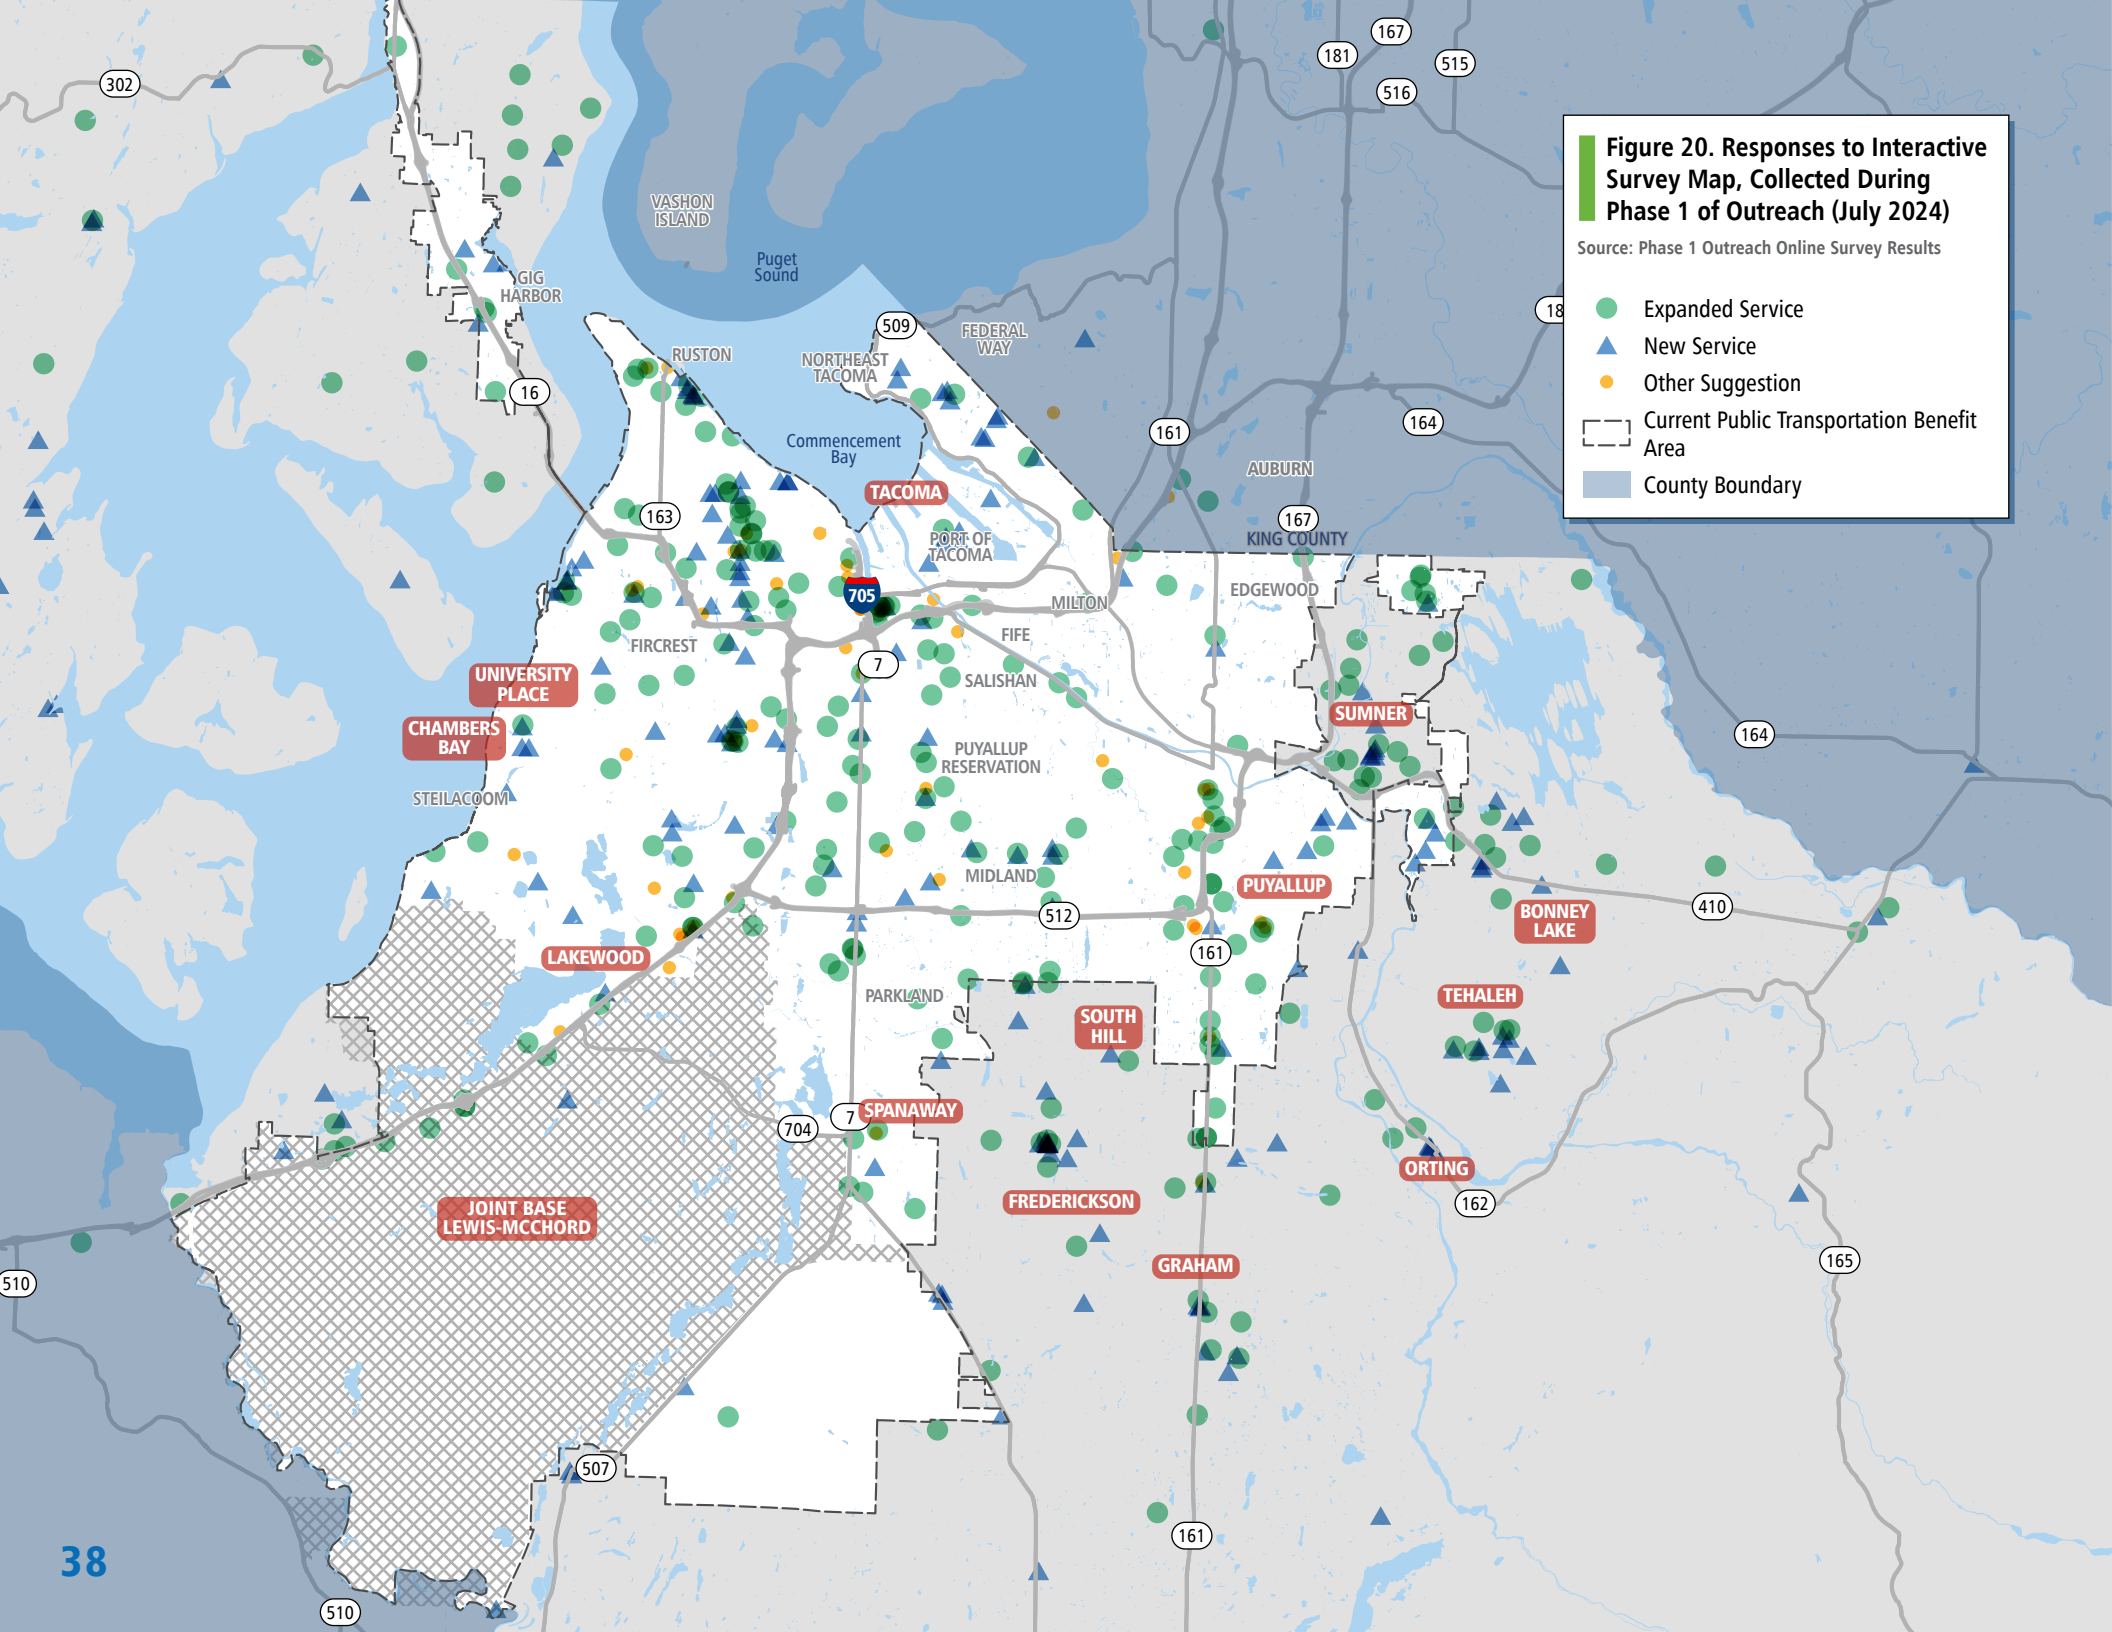 302
167
181
515
516
Figure 20. Responses to Interactive
Survey Map, Collected During
Phase 1 of Outreach (July 2024)
Source: Phase 1 Outreach Online Survey Results
Expanded Service
New Service
Other Suggestion
Current Public Transportation Benefit
Area
County Boundary
18
VASHON
ISLAND
Puget
Sound
GIG
HARBOR
509
FEDERAL
WAY
RUSTON
NORTHEAST
TACOMA
16
161
164
Commencement
Bay
AUBURN
TACOMA
163
167
KING COUNTY
PORT OF
TACOMA
705
EDGEWOOD
MILTON
FIFE
FIRCREST
7
SALISHAN
UNIVERSITY
PLACE
SUMNER
CHAMBERS
BAY
164
PUYALLUP
RESERVATION
STEILACOOM
MIDLAND
PUYALLUP
410
512
BONNEY
LAKE
LAKEWOOD
161
PARKLAND
TEHALEH
SOUTH
HILL
7
SPANAWAY
704
ORTING
FREDERICKSON
162
JOINT BASE
LEWIS-MCCHORD
GRAHAM
165
510
507
161
38
510